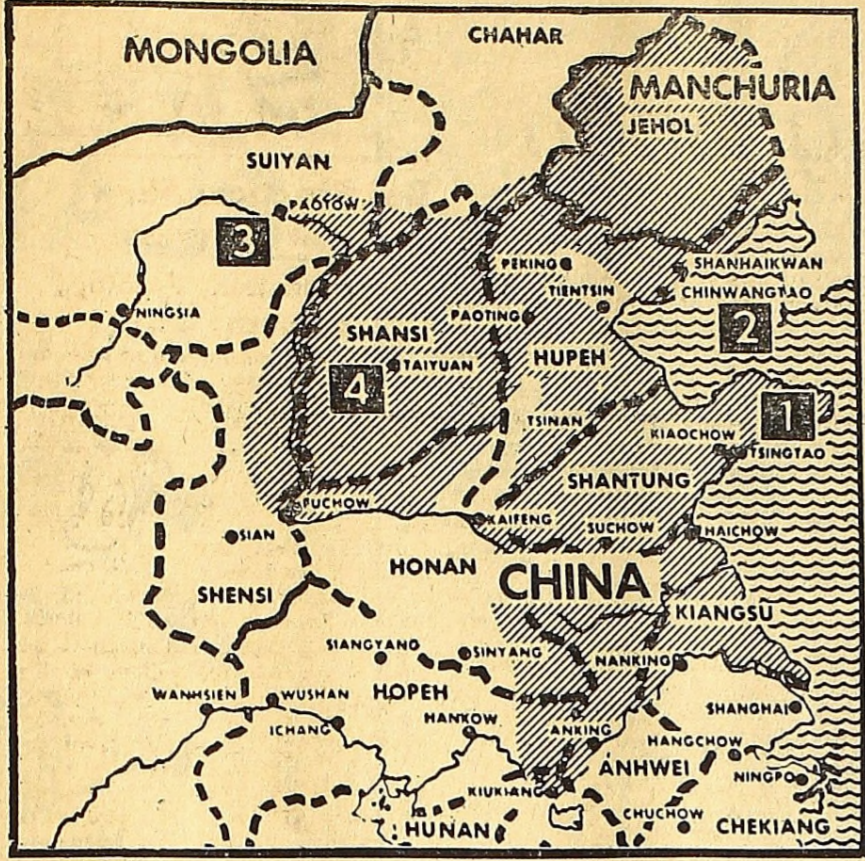 MONGOLIA
CHAHAR
MANCHURIA
JEHOL
SUIYAN
PAOTOW
3
PEKING
SHANHAIKWAN
TIENTSIN
CHINWANGTAO
NINGSIA
PAOTING
2
SHANSI
HUPEH
TAIYUAN
4
1
TSINAN
KIAOCHOW
TSINGTAO
SHANTUNG
FUCHOW
KAIFENG
SUCHOW
HAICHOW
SIAN
HONAN
CHINA
SHENSI
KIANGSU
SIANGYANG
SINYANG
NANKING
WANHSIEN
WUSHAN
HOPEH
SHANGHAI
ICHANG
HANKOW
ANKING
HANGCHOW
ANHWEI
NINGPO
KIUKIANG
CHUCHOW
HUNAN
CHEKIANG